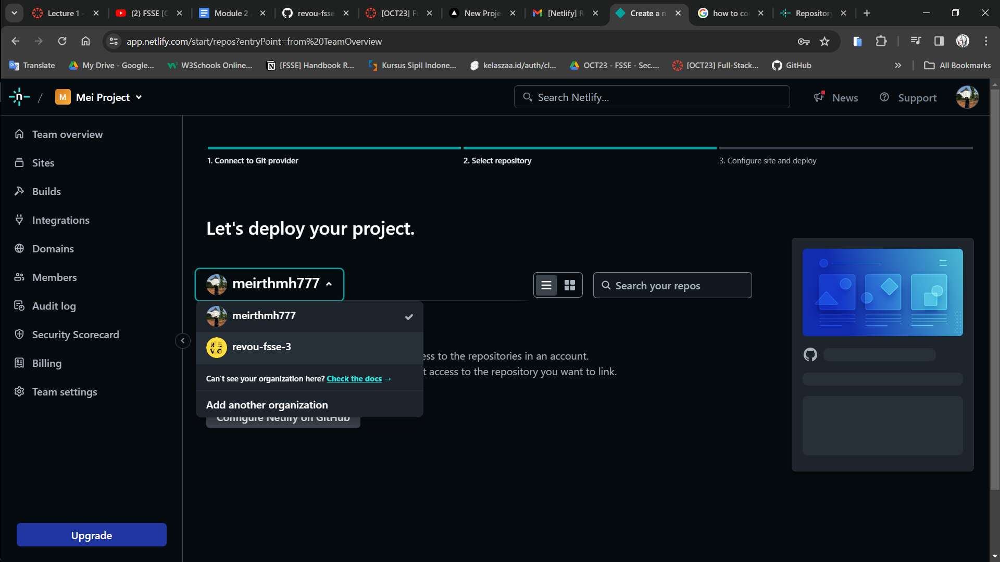 Lecture 1 -
(2) FSSE [C
Module 2
revou-fsse
[OCT23] F
New Proje
[Netlify] R
Create a n
how to co
Repository
app.netlify.com/start/repos?entryPoint=from%20TeamOverview
Translate
My Drive - Google...
W3Schools Online...
[FSSE] Handbook R...
Kursus Sipil Indone...
kelaszaa.id/auth/cl...
OCT23 - FSSE - Sec....
[OCT23] Full-Stack...
GitHub
All Bookmarks
/ M Mei Project
Search Netlify...
News
Support
Team overview
Sites
Builds
Integrations
Domains
Members
Audit log
Security Scorecard
Billing
Team settings
Upgrade
1. Connect to Git provider
2. Select repository
3. Configure site and deploy
Let's deploy your project.
meirthmh777
Search your repos
meirthmh777
REVO
revou-fsse-3
Can't see your organization here? Check the docs →
Add another organization
to the repositories in an account.
access to the repository you want to link.
Configure Netlify on GitHub